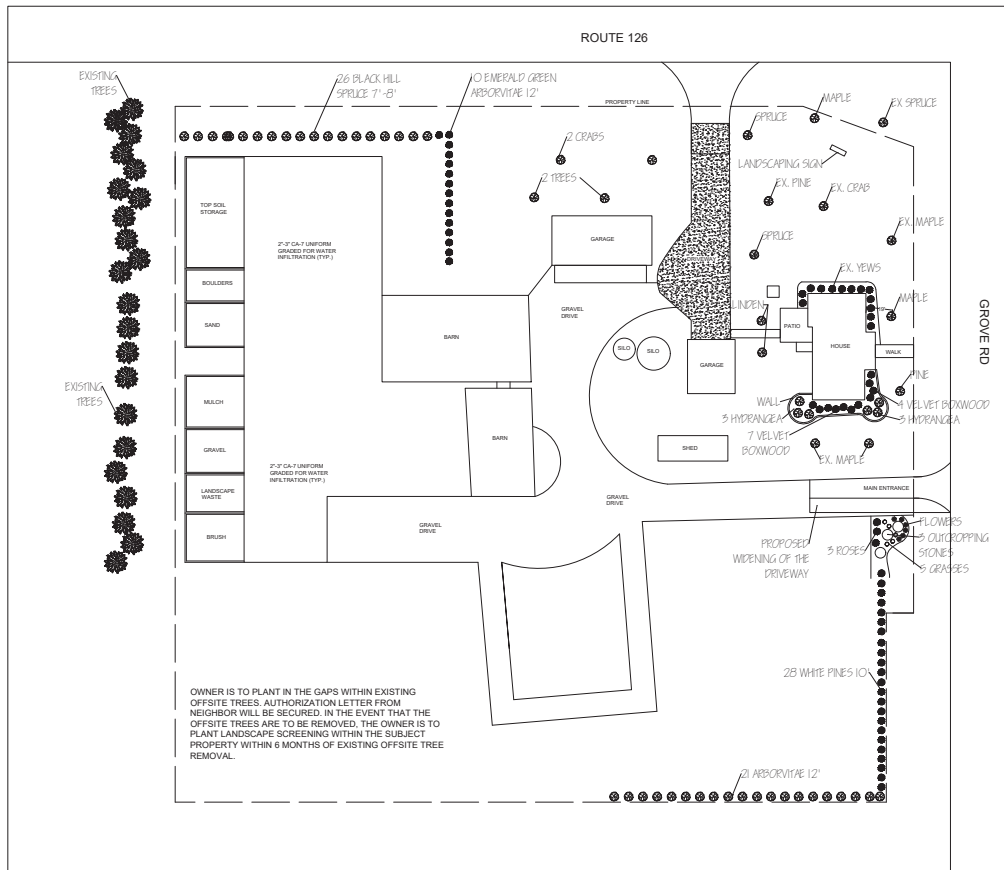 ROUTE 126
EXISTING
TREES
26 BLACK HILL
SPRUCE 7'-8'
10 EMERALD GREEN
ARBORVITAE 12'
PROPERTY LINE
MAPLE
EX SPRUCE
SPRUCE
2 CRABS
LANDSCAPING SIGN
2 TREES
EX. PINE
EX. CRAB
TOP SOIL
STORAGE
2"-3" CA-7 UNIFORM
GRADED FOR WATER
INFILTRATION (TYP.)
GARAGE
SPRUCE
EX. MAPLE
DRIVEWAY
EX. YEWS
BOULDERS
SAND
GRAVEL
DRIVE
LINDEN
MAPLE
GROVE RD
BARN
PATIO
HOUSE
SILO
SILO
WALK
GARAGE
EXISTING
TREES
PINE
MULCH
WALL
3 HYDRANGEA
7 VELVET
BOXWOOD
4 VELVET BOXWOOD
3 HYDRANGEA
BARN
GRAVEL
SHED
EX. MAPLE
2"-3" CA-7 UNIFORM
GRADED FOR WATER
INFILTRATION (TYP.)
LANDSCAPE
WASTE
GRAVEL
DRIVE
MAIN ENTRANCE
BRUSH
GRAVEL
DRIVE
PROPOSED
WIDENING OF THE
DRIVEWAY
3 ROSES
FLOWERS
3 OUTCROPPING
STONES
5 GRASSES
28 WHITE PINES 10'
OWNER IS TO PLANT IN THE GAPS WITHIN EXISTING
OFFSITE TREES. AUTHORIZATION LETTER FROM
NEIGHBOR WILL BE SECURED. IN THE EVENT THAT THE
OFFSITE TREES ARE TO BE REMOVED, THE OWNER IS TO
PLANT LANDSCAPE SCREENING WITHIN THE SUBJECT
PROPERTY WITHIN 6 MONTHS OF EXISTING OFFSITE TREE
REMOVAL.
21 ARBORVITAE 12'